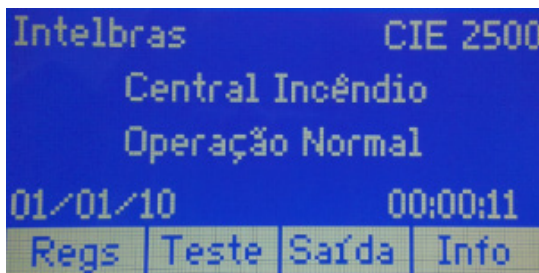 Intelbras CIE 2500
Central Incêndio
Operação Normal
01/01/10 00:00:11
Regs Teste Saída Info